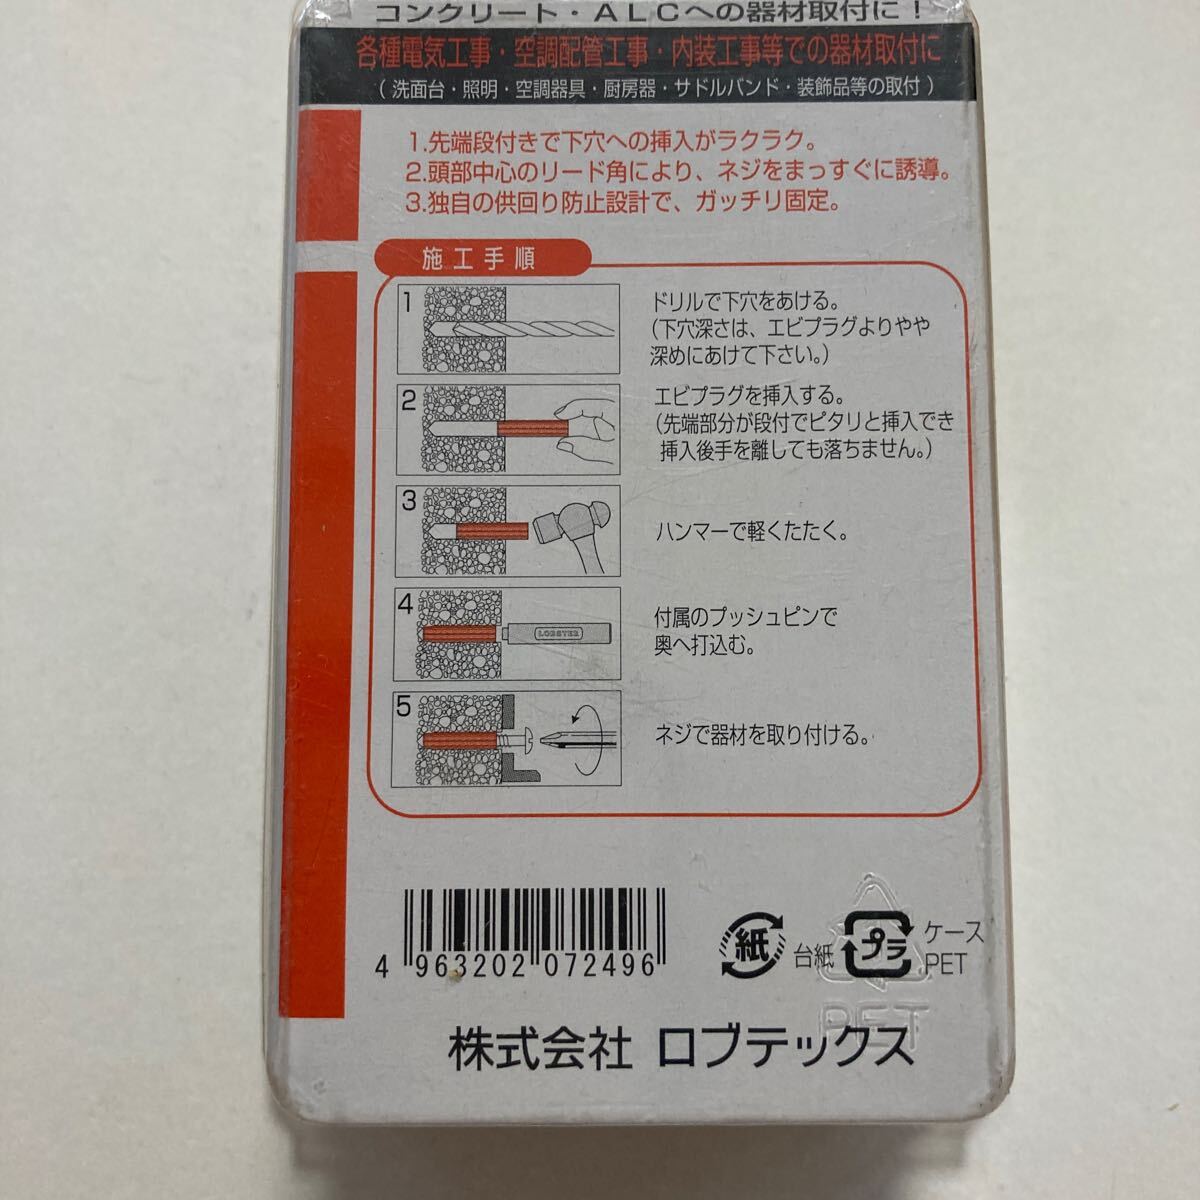 コンクリート・ALCへの器材取付に!
各種電気工事・空調配管工事・内装工事等での器材取付に
(洗面台・照明・空調器具・厨房器・サドルバンド・装飾品等の取付)
1.先端段付きで下穴への挿入がラクラク。
2.頭部中心のリード角により、ネジをまっすぐに誘導。
3.独自の供回り防止設計で、ガッチリ固定。
施工手順
1
ドリルで下穴をあける。
(下穴深さは、エビプラグよりやや
深めにあけて下さい。)
2
エビプラグを挿入する。
(先端部分が段付でピタリと挿入でき
挿入後手を離しても落ちません。)
3
ハンマーで軽くたたく。
4
LOBSTER
付属のプッシュピンで
奥へ打込む。
5
ネジで器材を取り付ける。
4 963202 072496
紙
台紙
プラ
ケース
PET
PET
株式会社 ロブテックス